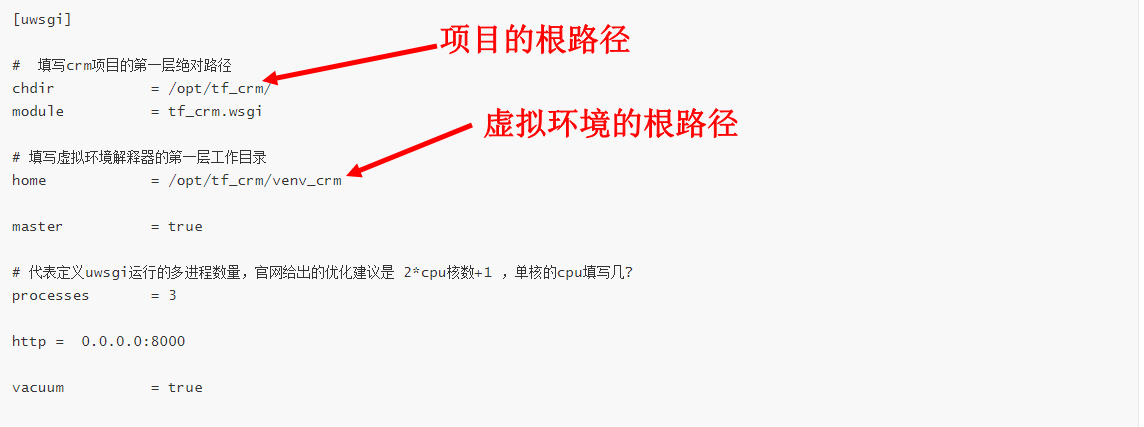 [uwsgi]
项目的根路径
# 填写crm项目的第一层绝对路径
chdir = /opt/tf_crm/
module = tf_crm.wsgi
虚拟环境的根路径
# 填写虚拟环境解释器的第一层工作目录
home = /opt/tf_crm/venv_crm
master = true
# 代表定义uwsgi运行的多进程数量，官网给出的优化建议是 2*cpu核数+1 ，单核的cpu填写几？
processes = 3
http = 0.0.0.0:8000
vacuum = true